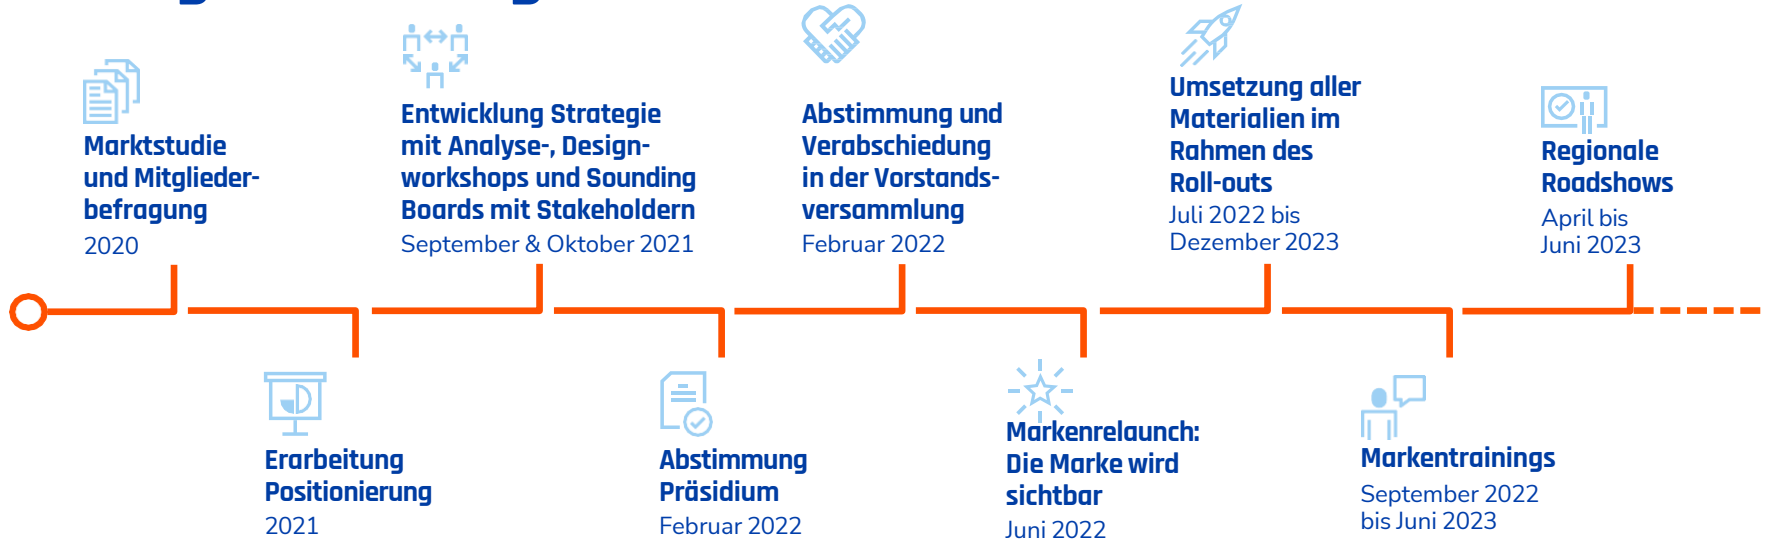 Marktstudie
und Mitglieder-
befragung
2020
Erarbeitung
Positionierung
2021
Entwicklung Strategie
mit Analyse-, Design-
workshops und Sounding
Boards mit Stakeholdern
September & Oktober 2021
Abstimmung
Präsidium
Februar 2022
Abstimmung und
Verabschiedung
in der Vorstands-
versammlung
Februar 2022
Markenrelaunch:
Die Marke wird
sichtbar
Juni 2022
Umsetzung aller
Materialien im
Rahmen des
Roll-outs
Juli 2022 bis
Dezember 2023
Markentrainings
September 2022
bis Juni 2023
Regionale
Roadshows
April bis
Juni 2023